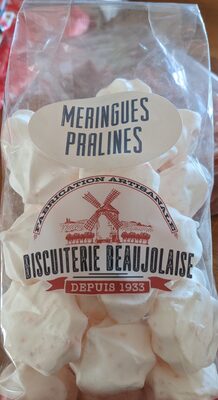 MERINGUES
PRALINES
FABRICATION ARTISANALE
BISCUITERIE BEAUJOLAISE
DEPUIS 1933